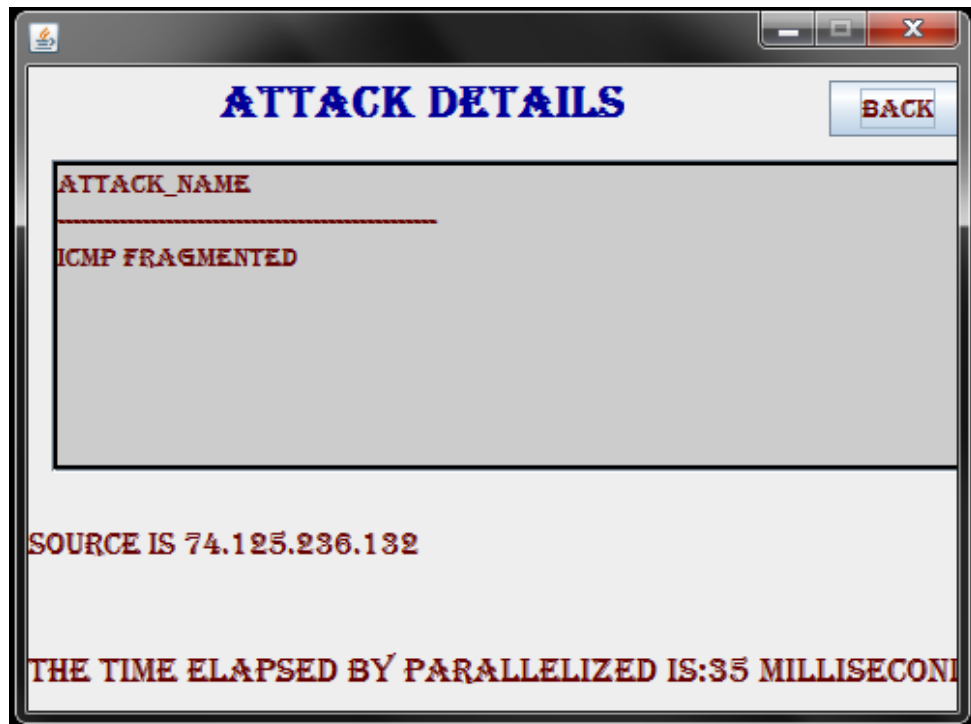 ATTACK DETAILS
BACK
ATTACK_NAME
ICMP FRAGMENTED
SOURCE IS 74.125.236.132
THE TIME ELAPSED BY PARALLELIZED IS:35 MILLISECON